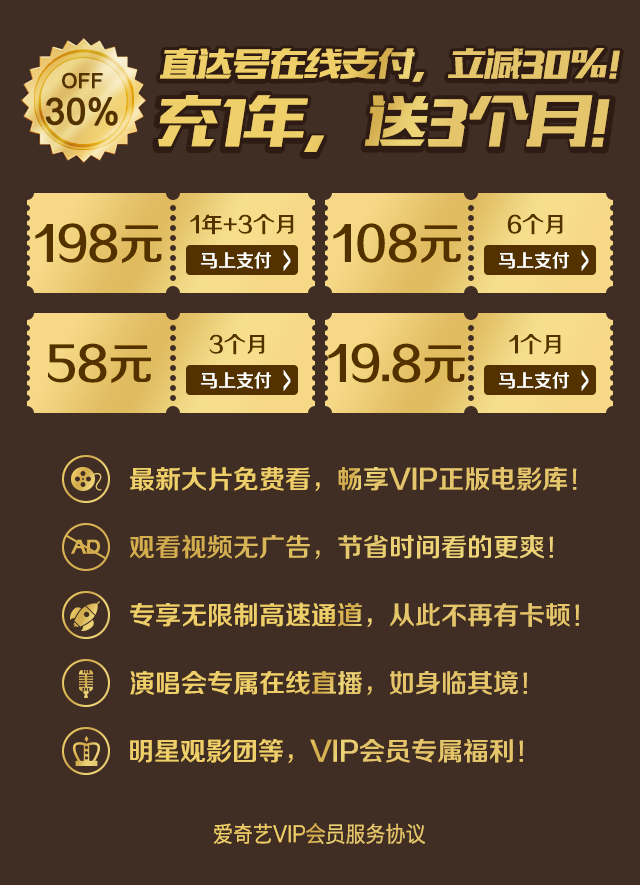 OFF
30%
直达号在线支付，立减30%！
充1年，送3个月！
198元
1年+3个月
马上支付
108元
6个月
马上支付
58元
3个月
马上支付
19.8元
1个月
马上支付
最新大片免费看，畅享VIP正版电影库！
AD
观看视频无广告，节省时间看的更爽！
专享无限制高速通道，从此不再有卡顿！
演唱会专属在线直播，如身临其境！
明星观影团等，VIP会员专属福利！
爱奇艺VIP会员服务协议